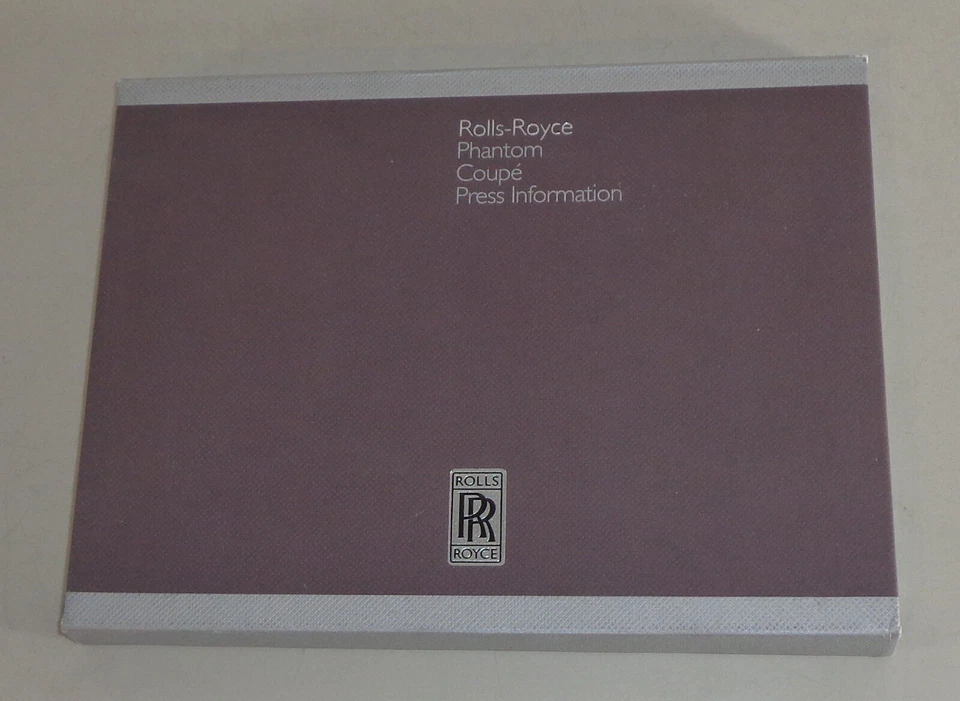 Rolls-Royce
Phantom
Coupé
Press Information
ROLLS
RR
ROYCE